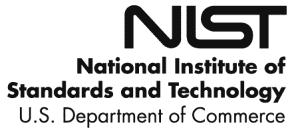 NIST
National Institute of
Standards and Technology
U.S. Department of Commerce